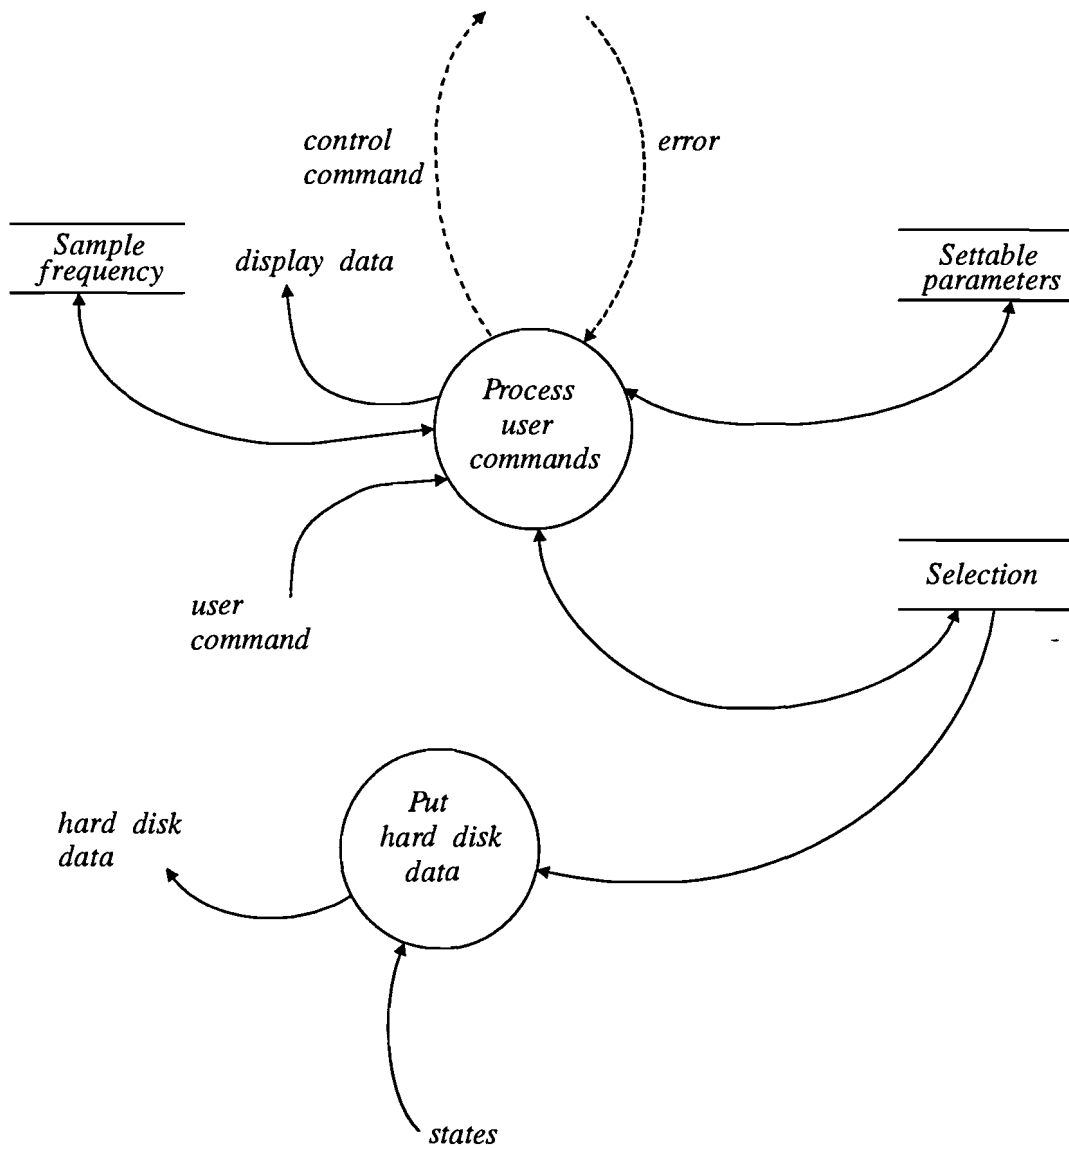 control
command
error
Sample
frequency
display data
Settable
parameters
Process
user
commands
Selection
user
command
Put
hard disk
data
hard disk
data
states